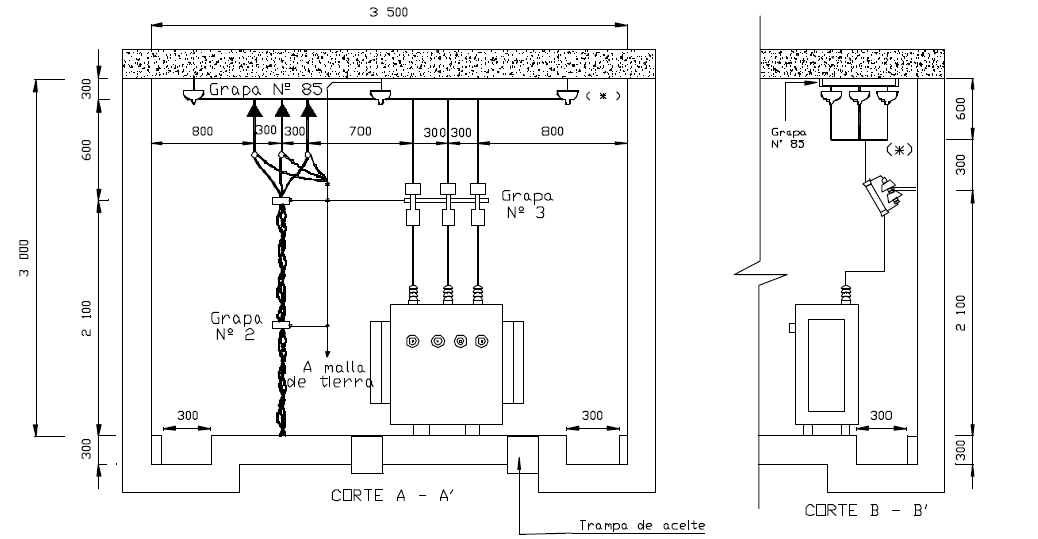 3 500
300
Grapa Nº 85
( * )
800
300
300
700
300
300
800
600
Grapa
Nº 3
3 000
2 100
Grapa
Nº 2
A malla
de tierra
300
300
300
CORTE A - A'
Trampa de aceite
Grapa
N' 85
(*)
600
300
2 100
300
300
CORTE B - B'